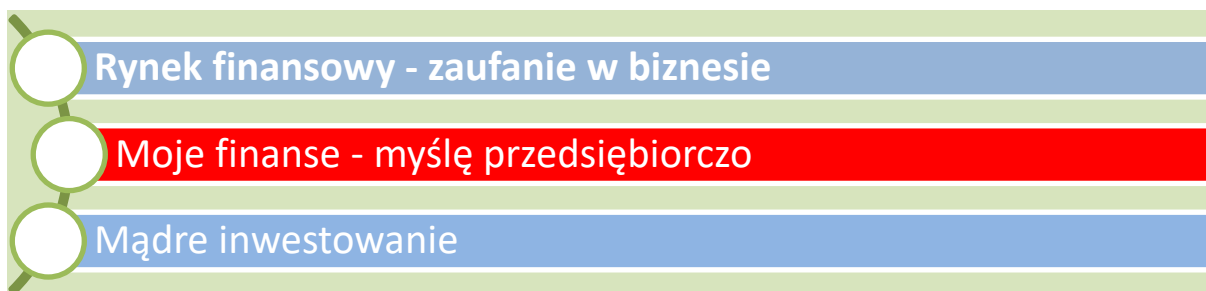 Rynek finansowy - zaufanie w biznesie
Moje finanse - myślę przedsiębiorczo
Mądre inwestowanie